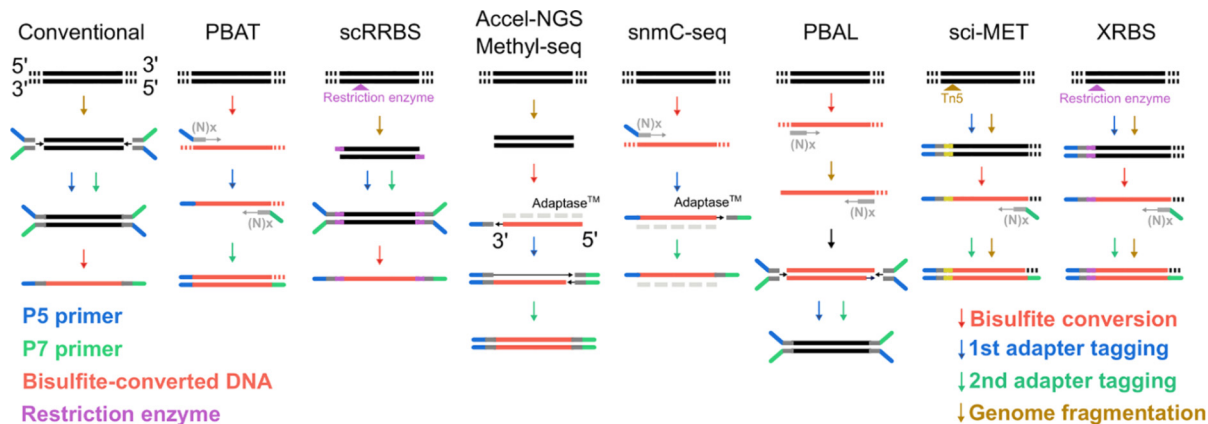 Conventional
PBAT
scRRBS
Accel-NGS
Methyl-seq
snmC-seq
PBAL
sci-MET
XRBS
5' 3'
3' 5'
Restriction enzyme
Tn5
Restriction enzyme
(N)x
(N)x
(N)x
(N)x
Adaptase™
Adaptase™
(N)x
(N)x
(N)x
(N)x
3' 5'
P5 primer
P7 primer
Bisulfite-converted DNA
Restriction enzyme
Bisulfite conversion
1st adapter tagging
2nd adapter tagging
Genome fragmentation